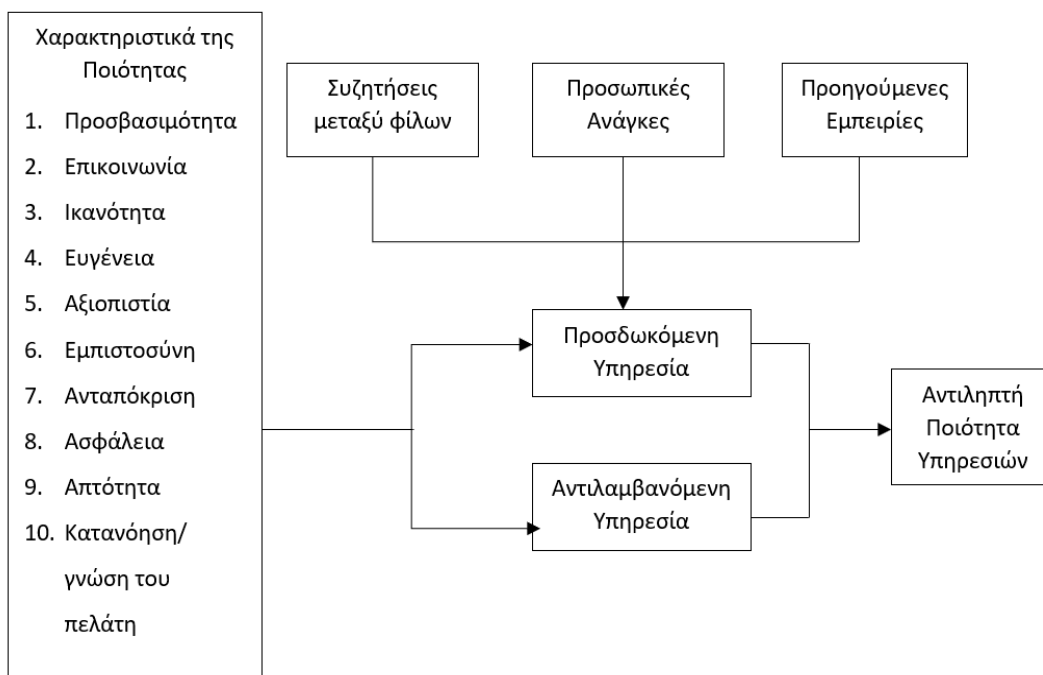 Χαρακτηριστικά της
Ποιότητας
1. Προσβασιμότητα
2. Επικοινωνία
3. Ικανότητα
4. Ευγένεια
5. Αξιοπιστία
6. Εμπιστοσύνη
7. Ανταπόκριση
8. Ασφάλεια
9. Απτότητα
10. Κατανόηση/
γνώση του
πελάτη
Συζητήσεις
μεταξύ φίλων
Προσωπικές
Ανάγκες
Προηγούμενες
Εμπειρίες
Προσδωκόμενη
Υπηρεσία
Αντιλαμβανόμενη
Υπηρεσία
Αντιληπτή
Ποιότητα
Υπηρεσιών